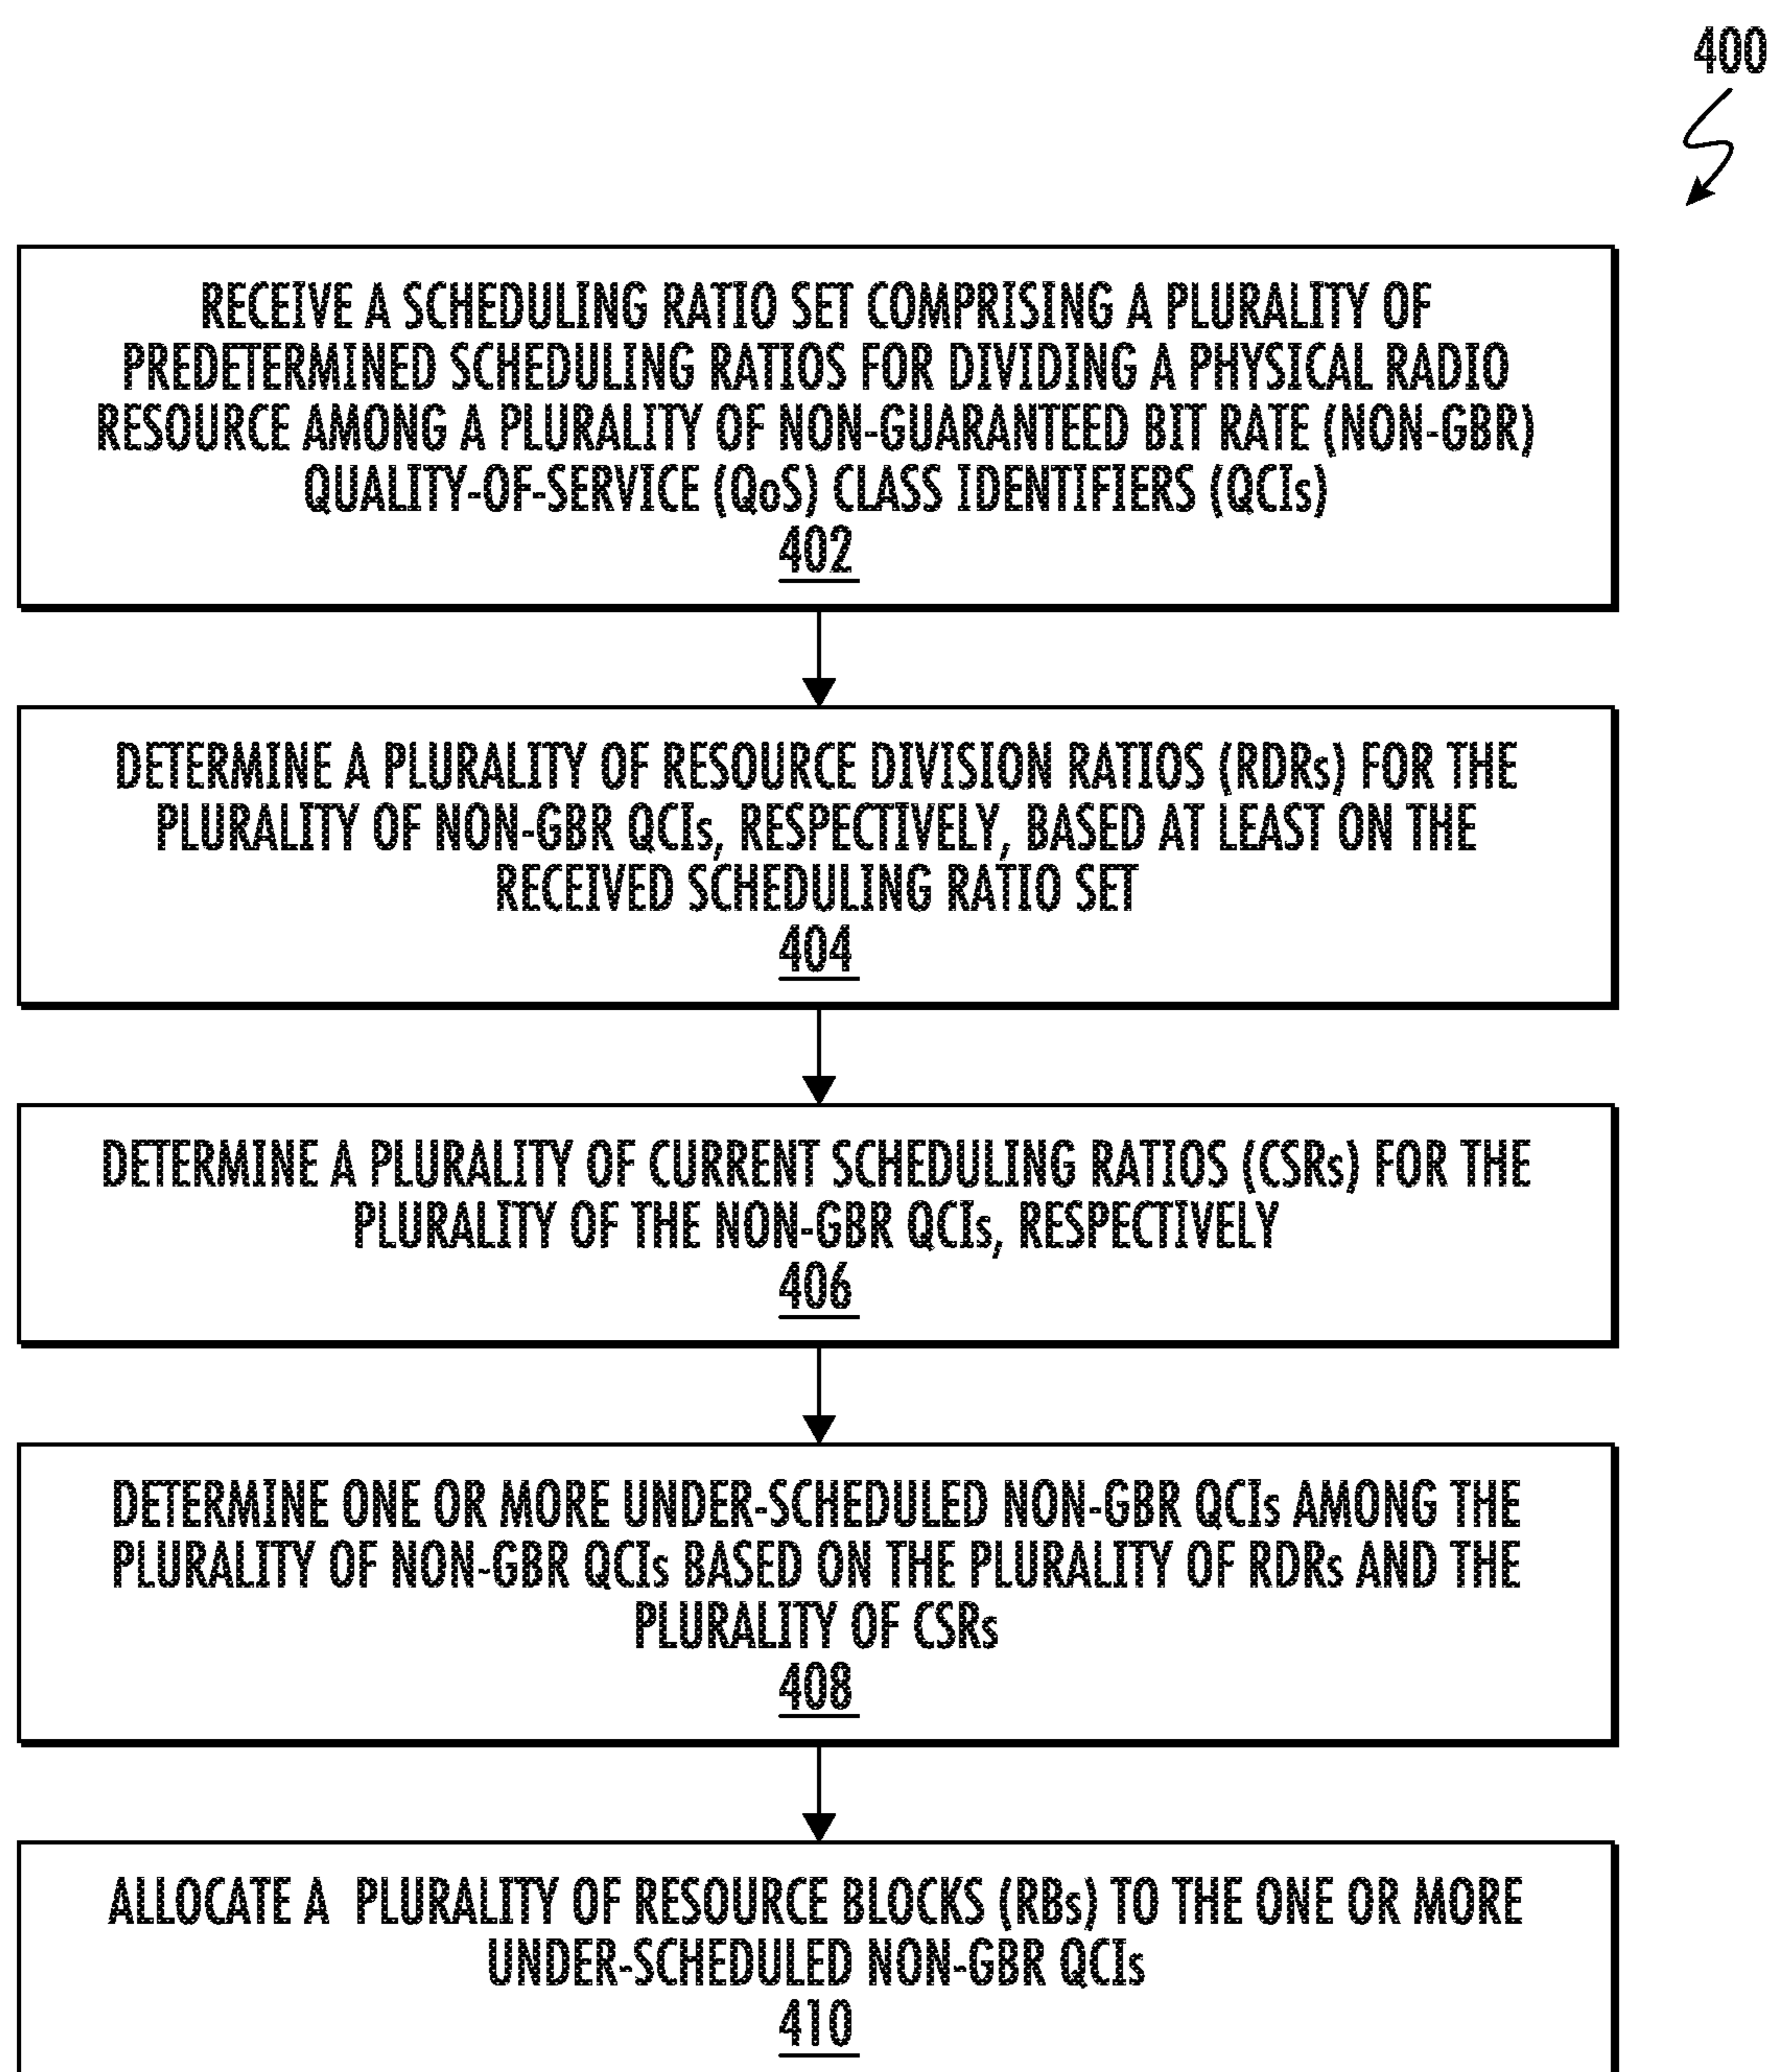 400
RECEIVE A SCHEDULING RATIO SET COMPRISING A PLURALITY OF
PREDETERMINED SCHEDULING RATIOS FOR DIVIDING A PHYSICAL RADIO
RESOURCE AMONG A PLURALITY OF NON-GUARANTEED BIT RATE (NON-GBR)
QUALITY-OF-SERVICE (QoS) CLASS IDENTIFIERS (QCIs)
402
DETERMINE A PLURALITY OF RESOURCE DIVISION RATIOS (RDRs) FOR THE
PLURALITY OF NON-GBR QCIs, RESPECTIVELY, BASED AT LEAST ON THE
RECEIVED SCHEDULING RATIO SET
404
DETERMINE A PLURALITY OF CURRENT SCHEDULING RATIOS (CSRs) FOR THE
PLURALITY OF THE NON-GBR QCIs, RESPECTIVELY
406
DETERMINE ONE OR MORE UNDER-SCHEDULED NON-GBR QCIs AMONG THE
PLURALITY OF NON-GBR QCIs BASED ON THE PLURALITY OF RDRs AND THE
PLURALITY OF CSRs
408
ALLOCATE A PLURALITY OF RESOURCE BLOCKS (RBs) TO THE ONE OR MORE
UNDER-SCHEDULED NON-GBR QCIs
410